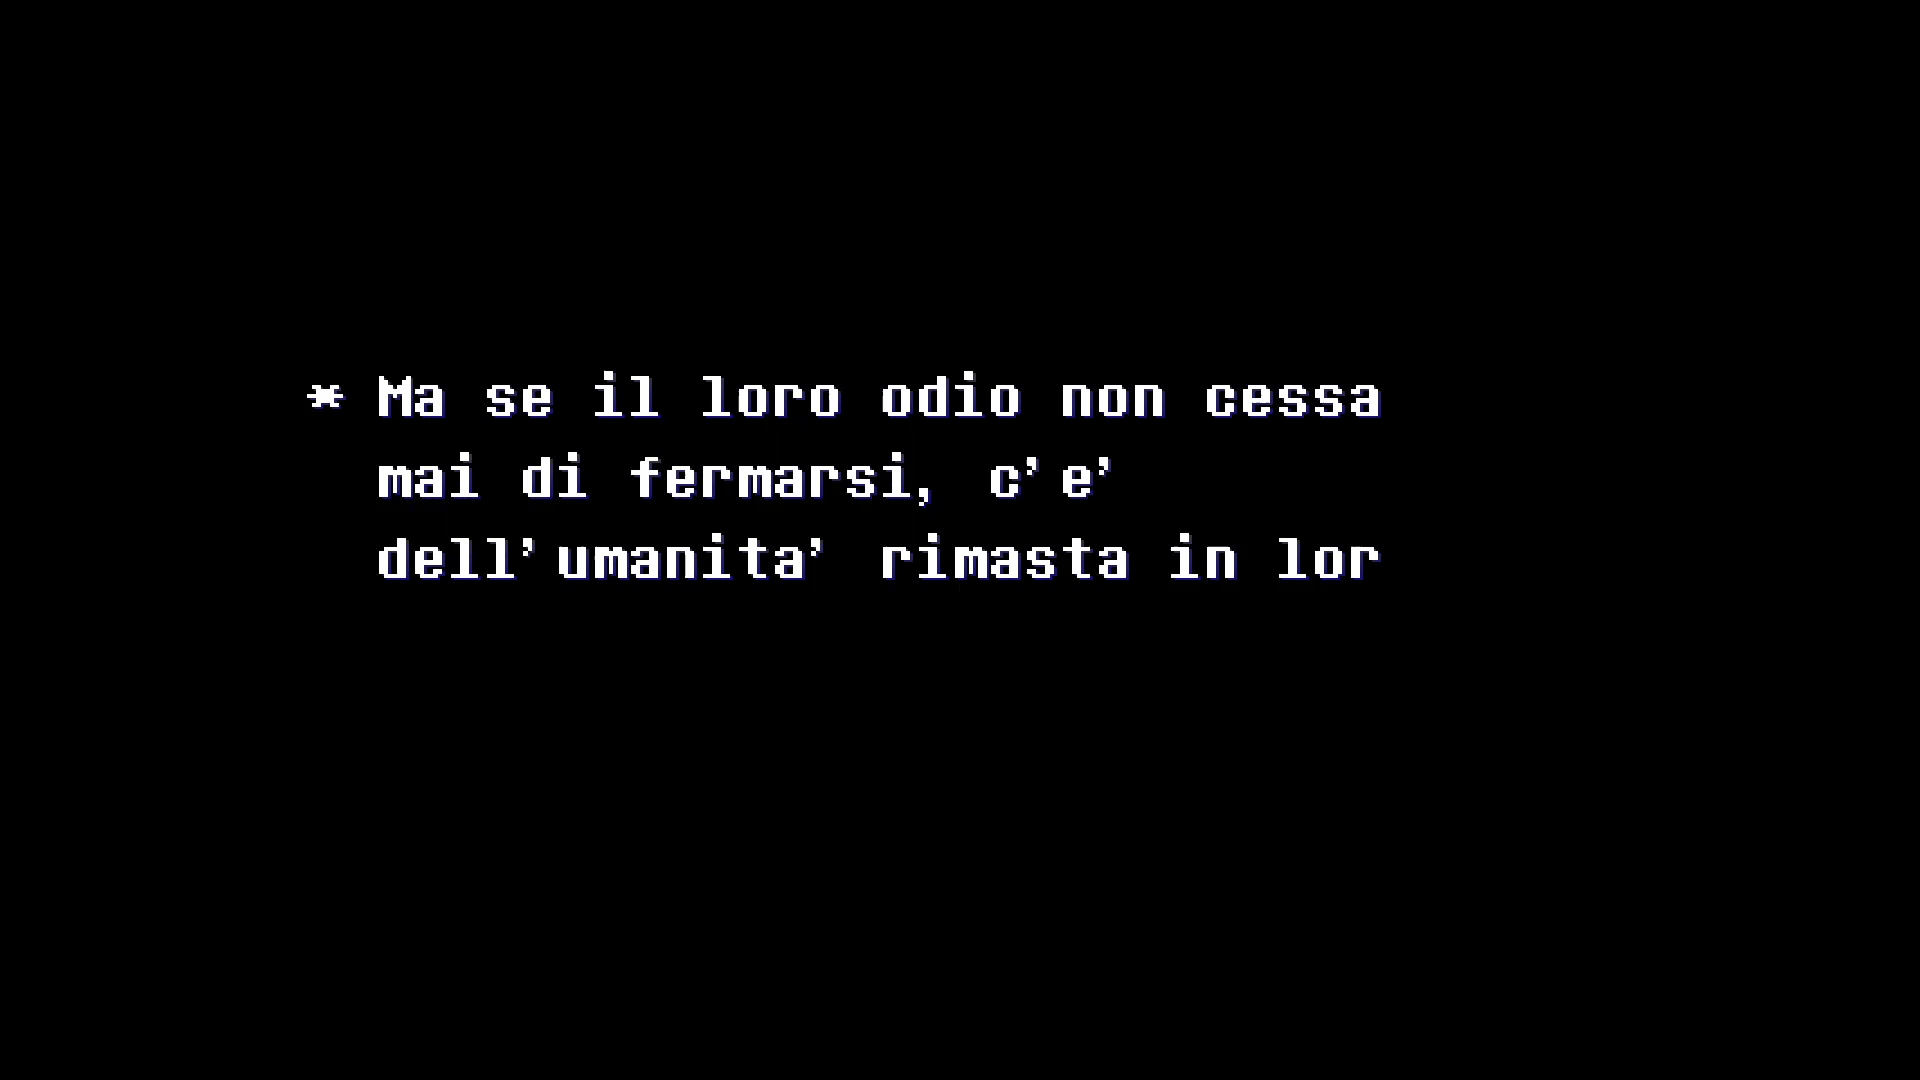 * Ma se il loro odio non cessa
mai di fermarsi, c'e'
dell'umanita' rimasta in lor